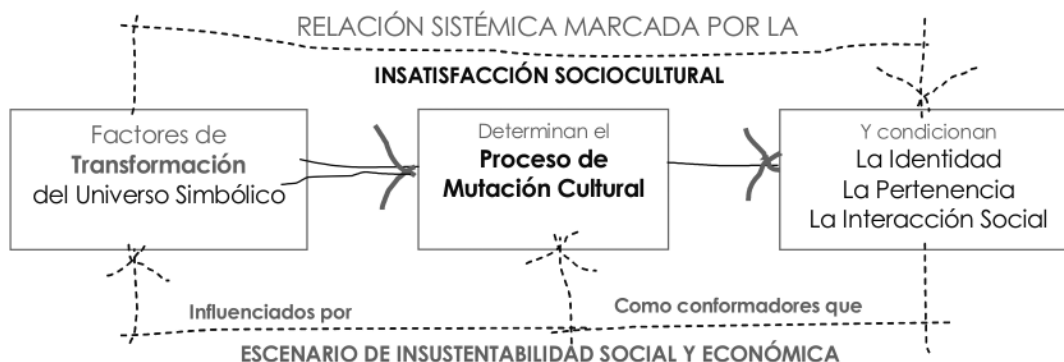 RELACIÓN SISTÉMICA MARCADA POR LA
INSATISFACCIÓN SOCIOCULTURAL
Factores de
Transformación
del Universo Simbólico
Determinan el
Proceso de
Mutación Cultural
Y condicionan
La Identidad
La Pertenencia
La Interacción Social
Influenciados por
Como conformadores que
ESCENARIO DE INSUSTENTABILIDAD SOCIAL Y ECONÓMICA